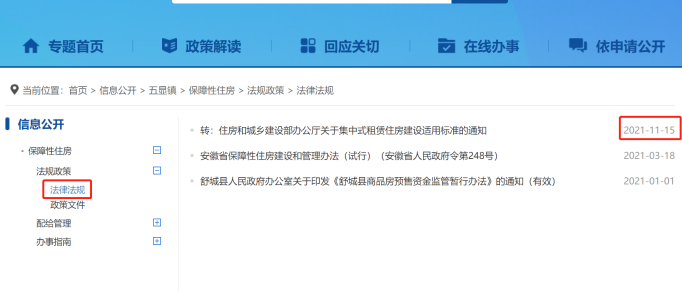 专题首页 政策解读 回应关切 在线办事 依申请公开
当前位置：首页 > 信息公开 > 五显镇 > 保障性住房 > 法规政策 > 法律法规
信息公开
保障性住房
法规政策
法律法规
政策文件
配给管理
办事指南
转：住房和城乡建设部办公厅关于集中式租赁住房建设适用标准的通知 2021-11-15
安徽省保障性住房建设和管理办法（试行）（安徽省人民政府令第248号） 2021-03-18
舒城县人民政府办公室关于印发《舒城县商品房预售资金监管暂行办法》的通知（有效） 2021-01-01